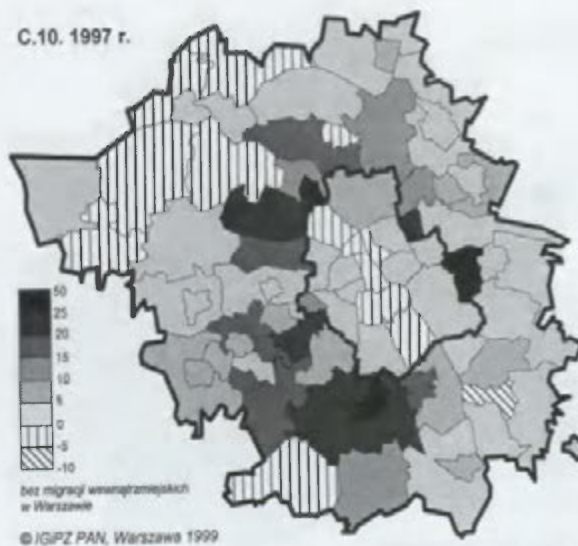 C.10. 1997 r.
50
25
20
15
10
5
0
-5
-10
bez migracji wewnątrzmiejskich
w Warszawie
© IGiPZ PAN, Warszawa 1999